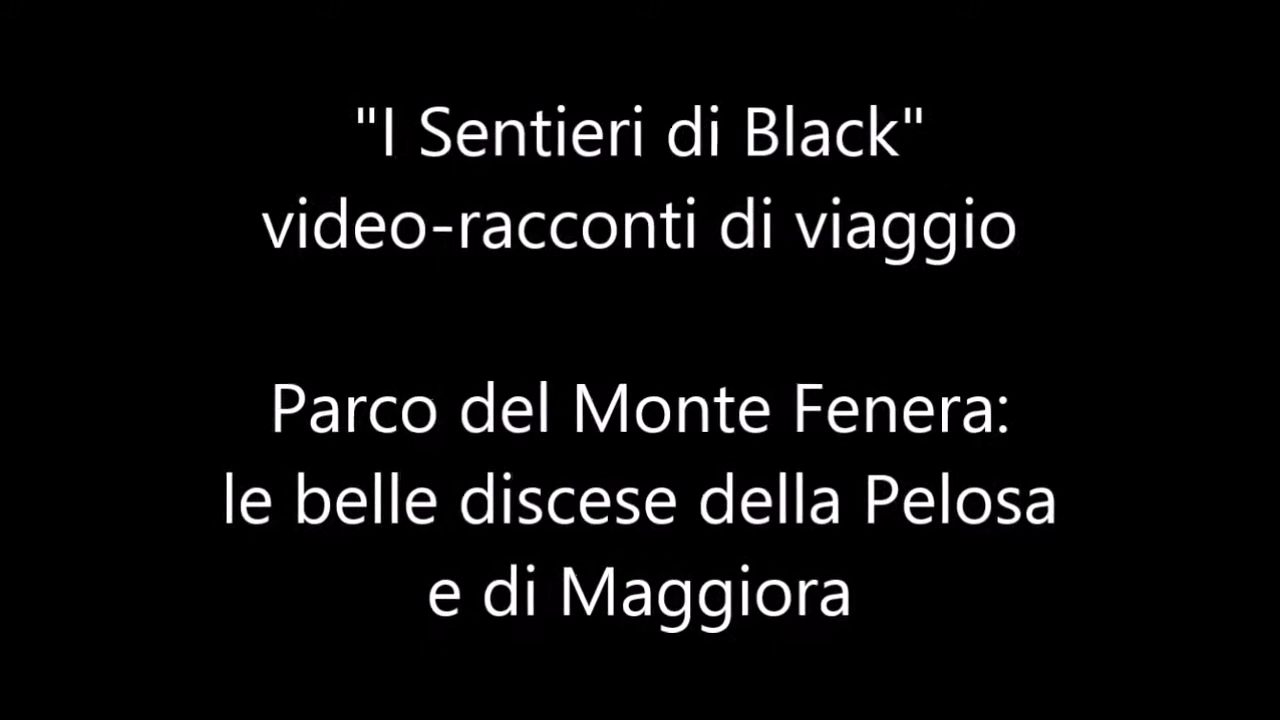 "I Sentieri di Black"
video-racconti di viaggio
Parco del Monte Fenera:
le belle discese della Pelosa
e di Maggiora